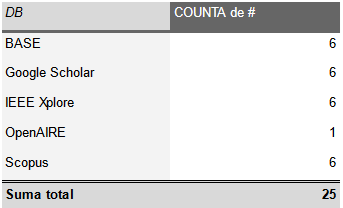 DB COUNTA de #
BASE 6
Google Scholar 6
IEEE Xplore 6
OpenAIRE 1
Scopus 6
Suma total 25